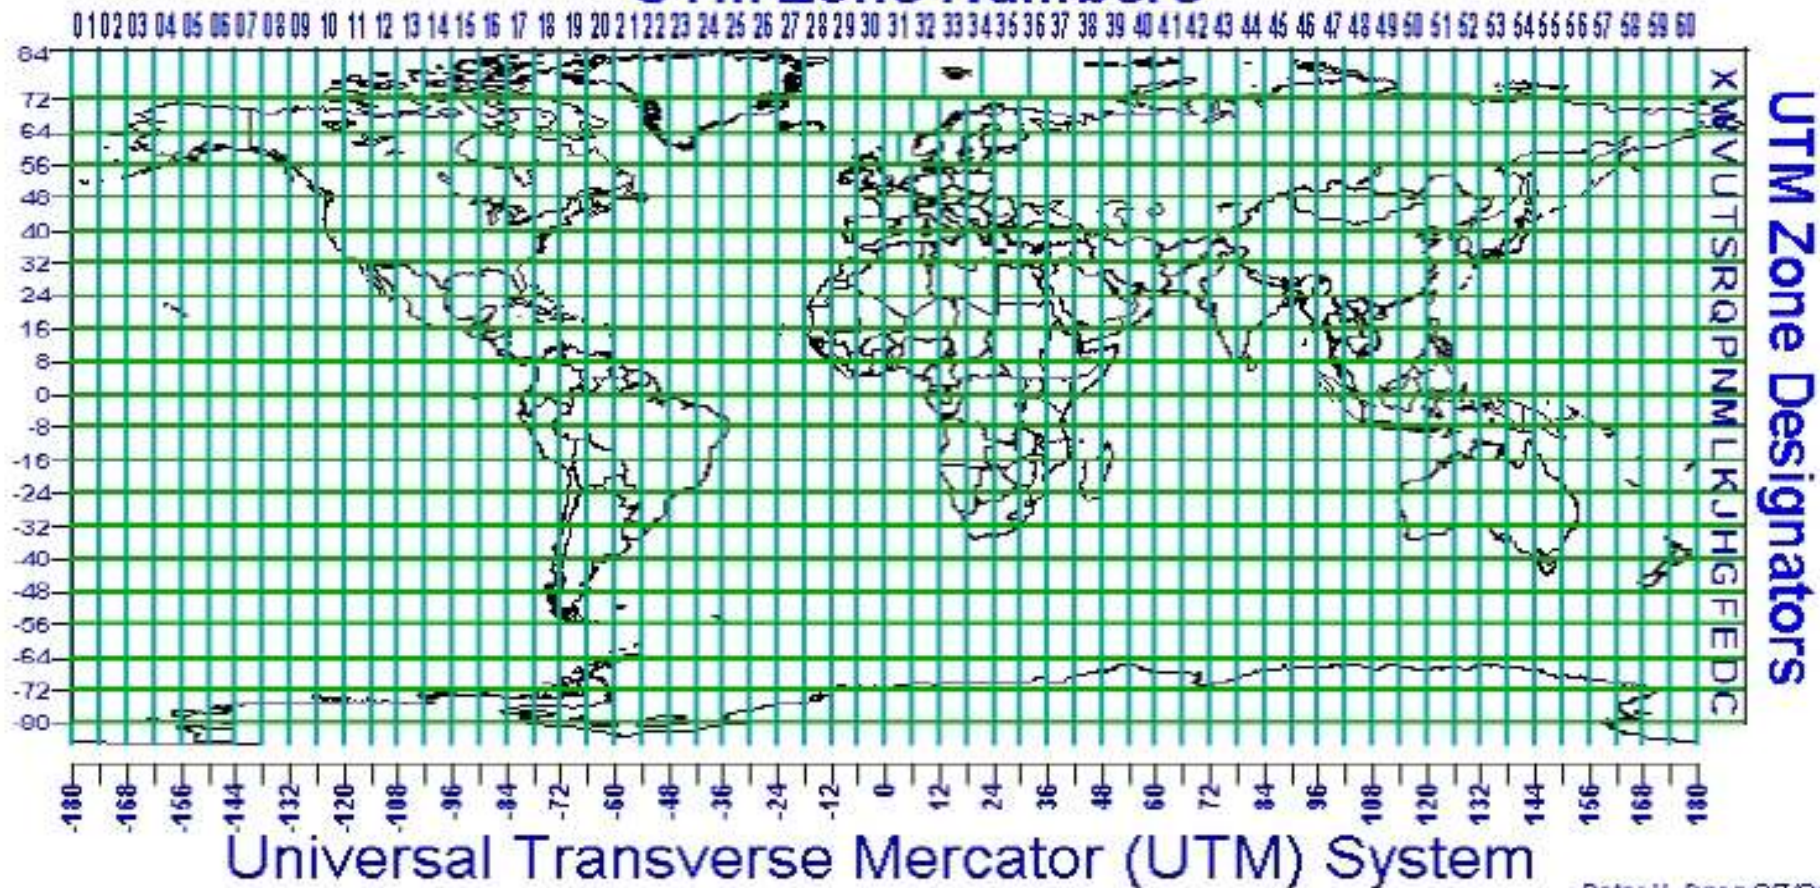 UTM Zone Numbers
01 02 03 04 05 06 07 08 09 10 11 12 13 14 15 16 17 18 19 20 21 22 23 24 25 26 27 28 29 30 31 32 33 34 35 36 37 38 39 40 41 42 43 44 45 46 47 48 49 50 51 52 53 54 55 56 57 58 59 60
84
72
64
56
48
40
32
24
16
8
0
-8
-16
-24
-32
-40
-48
-56
-64
-72
-80
X
W
V
U
T
S
R
Q
P
N
M
L
K
J
H
G
F
E
D
C
UTM Zone Designators
-180 -168 -156 -144 -132 -120 -108 -96 -84 -72 -60 -48 -36 -24 -12 0 12 24 36 48 60 72 84 96 108 120 132 144 156 168 180
Universal Transverse Mercator (UTM) System